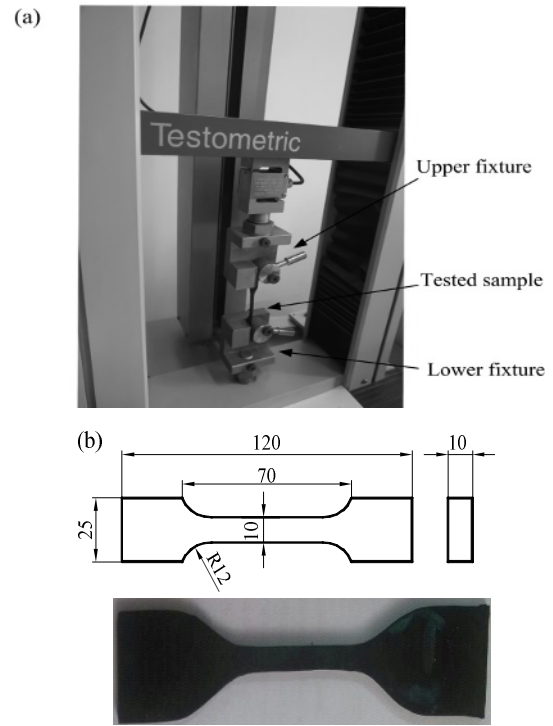 (a)
Testometric
Upper fixture
Tested sample
Lower fixture
(b)
120
10
70
25
10
R12